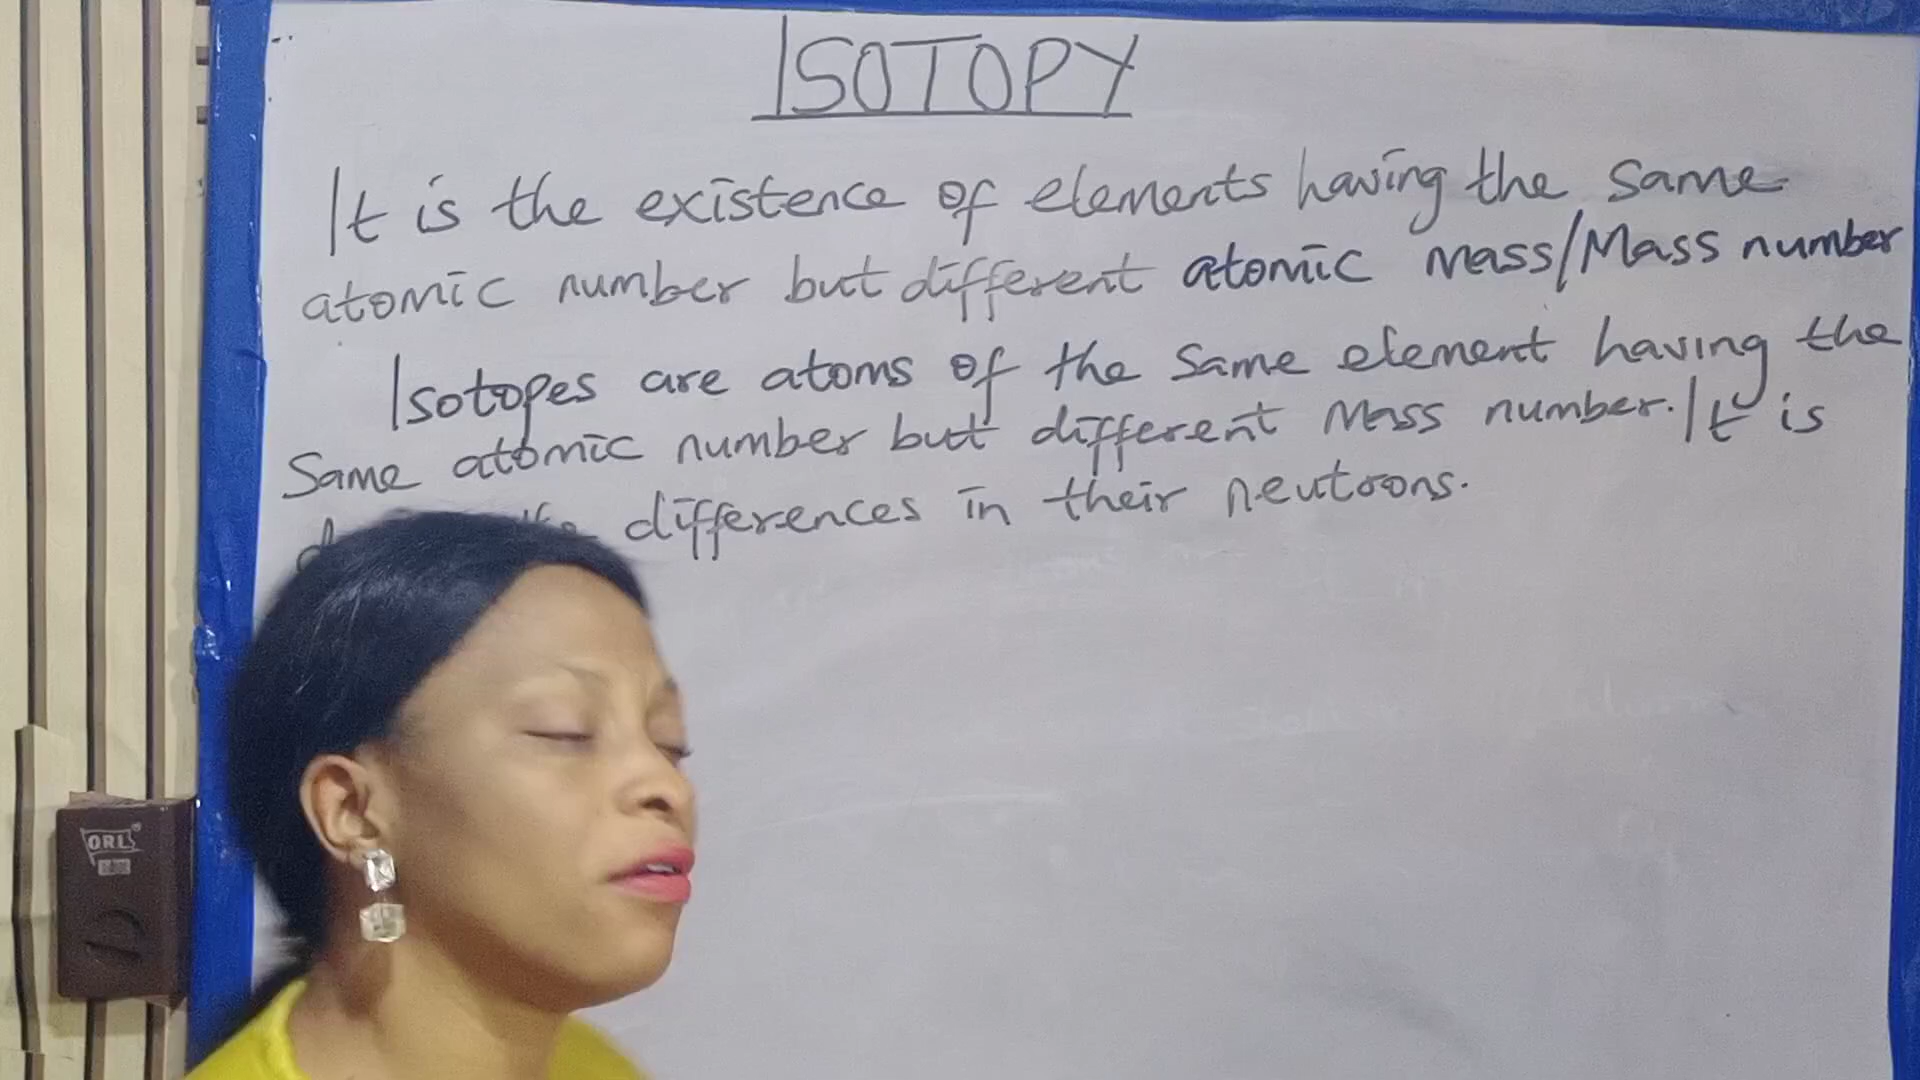 ISOTOPY
It is the existence of elements having the same
atomic number but different atomic mass/Mass number
Isotopes are atoms of the same element having the
Same atomic number but different Mass number. It is
differences in their neutrons.
ORL